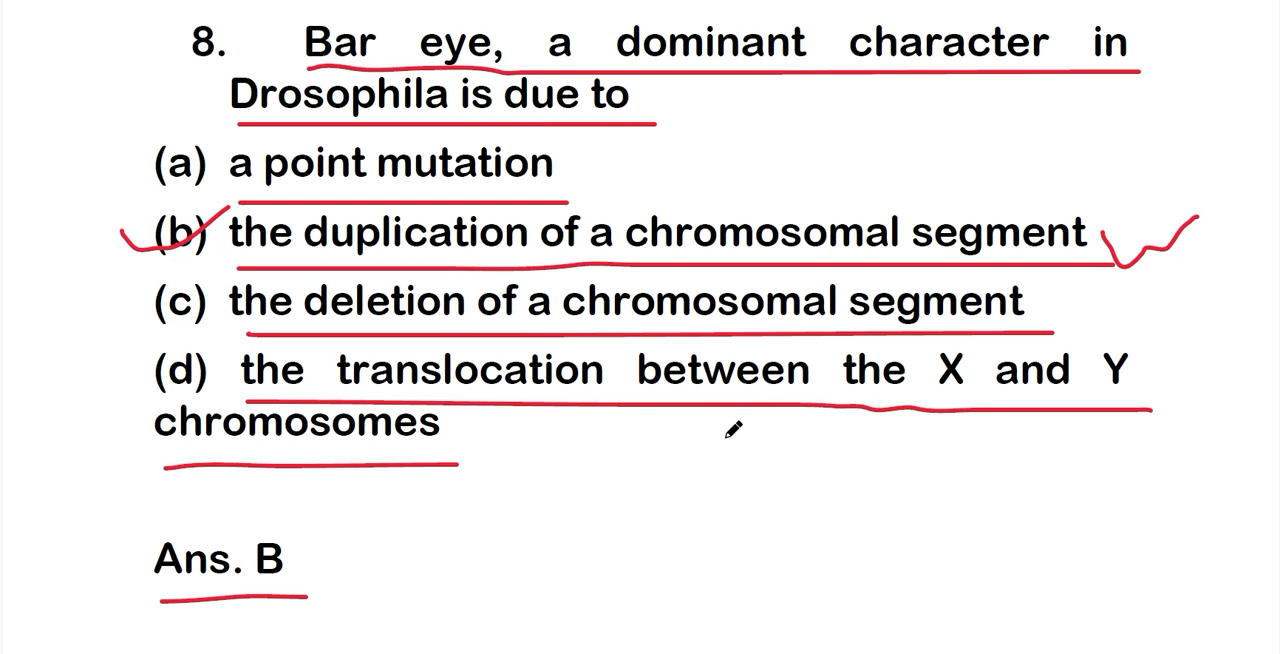 8. Bar eye, a dominant character in
Drosophila is due to
(a) a point mutation
(b) the duplication of a chromosomal segment
(c) the deletion of a chromosomal segment
(d) the translocation between the X and Y
chromosomes
Ans. B